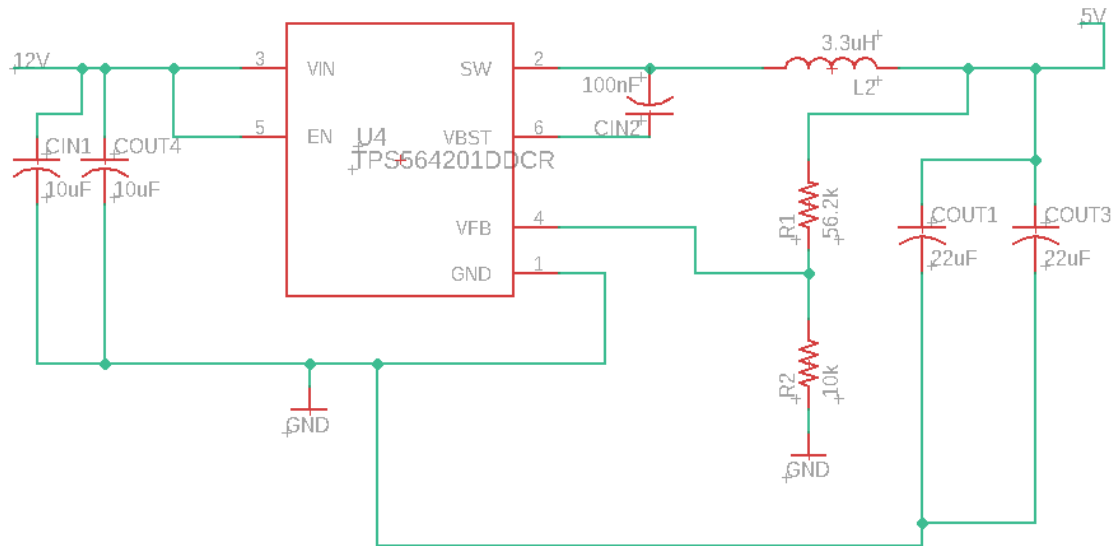 5V
12V
3
VIN
SW
2
3.3uH
L2
100nF
CIN2
5
EN
U4
VBST
6
TPS564201DDCR
CIN1
10uF
COUT4
10uF
VFB
4
GND
1
R1
56.2k
COUT1
22uF
COUT3
22uF
R2
10k
GND
GND